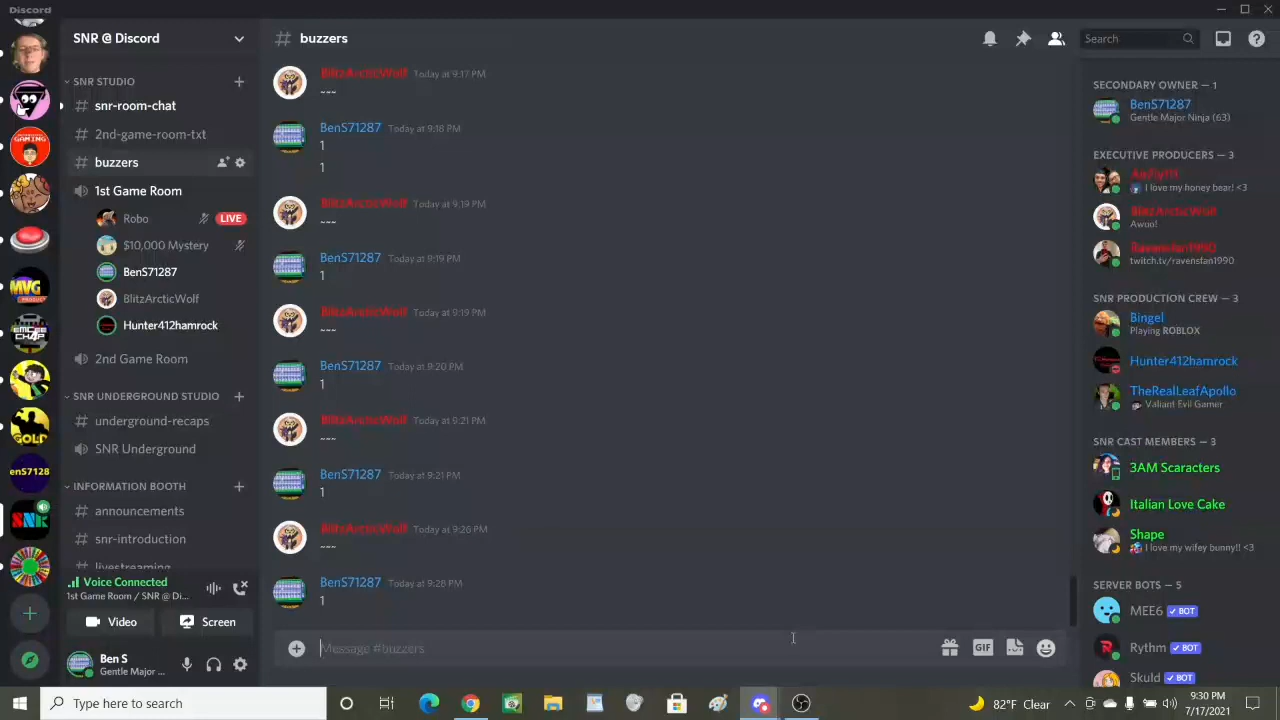 Discord
SNR @ Discord
# buzzers
Search
SNR STUDIO
snr-room-chat
# 2nd-game-room-txt
# buzzers
1st Game Room
Robo
LIVE
$10,000 Mystery
BenS71287
BlitzArcticWolf
Hunter412hamrock
2nd Game Room
SNR UNDERGROUND STUDIO
underground-recaps
SNR Underground
INFORMATION BOOTH
# announcements
# snr-introduction
livestreaming
Voice Connected
1st Game Room / SNR @ Di...
Video
Screen
Ben S
Gentle Major ...
MVG
GOLD
enS7128
SNR
BlitzArcticWolf Today at 9:17 PM
~~~
BenS71287 Today at 9:18 PM
1
1
BlitzArcticWolf Today at 9:19 PM
~~~
BenS71287 Today at 9:19 PM
1
BlitzArcticWolf Today at 9:19 PM
~~~
BenS71287 Today at 9:20 PM
1
BlitzArcticWolf Today at 9:21 PM
~~~
BenS71287 Today at 9:21 PM
1
BlitzArcticWolf Today at 9:26 PM
~~~
BenS71287 Today at 9:28 PM
1
Message #buzzers
GIF
SECONDARY OWNER — 1
BenS71287
Gentle Major Ninja (63)
EXECUTIVE PRODUCERS — 3
I love my honey bear! <3
BlitzArcticWolf
Awoo!
Ravensfan1990
twitch.tv/ravensfan1990
SNR PRODUCTION CREW — 3
Bingel
Playing ROBLOX
Hunter412hamrock
TheRealLeafApollo
Valiant Evil Gamer
SNR CAST MEMBERS — 3
3AM Scaracters
Italian Love Cake
Shape
I love my wifey bunny!! <3
SERVER BOTS — 5
MEE6 ✓ BOT
Rythm ✓ BOT
Skuld ✓ BOT
Type here to search
82°F Clear
9:30 PM
7/17/2021